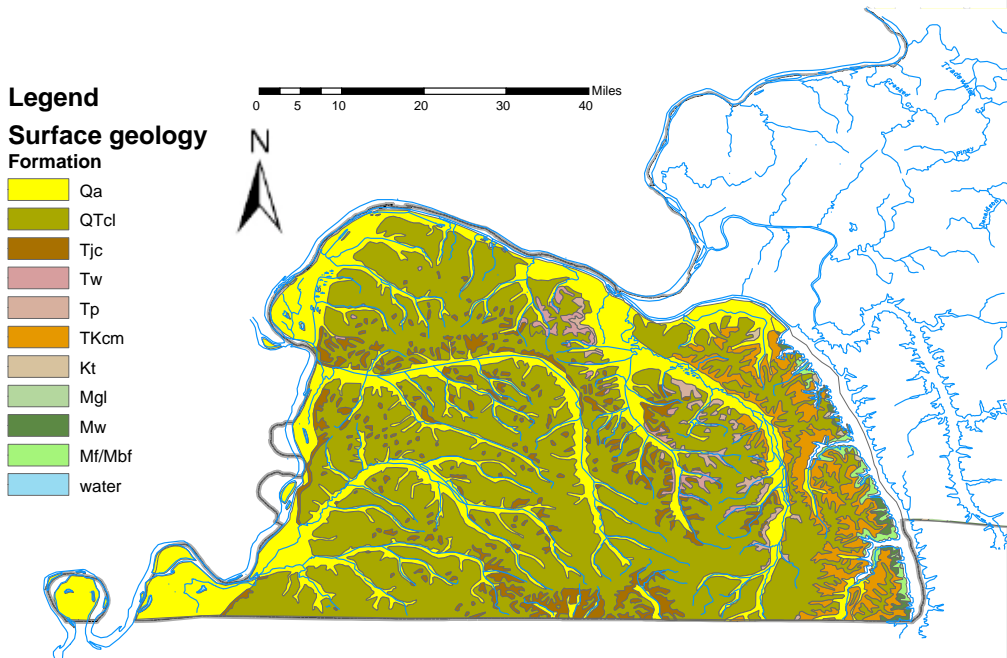 Legend
Surface geology
Formation
Qa
QTcl
Tjc
Tw
Tp
TKcm
Kt
Mgl
Mw
Mf/Mbf
water
0 5 10 20 30 40 Miles
N
Piney